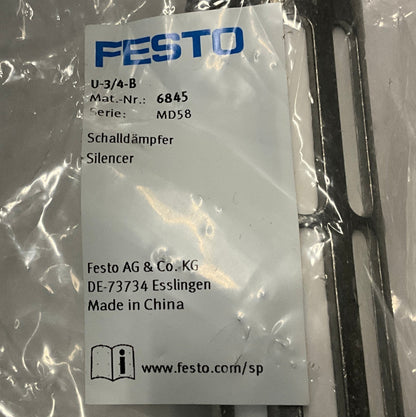 FESTO
U-3/4-B
Mat.-Nr.: 6845
Serie: MD58
Schalldämpfer
Silencer
Festo AG & Co. KG
DE-73734 Esslingen
Made in China
i www.festo.com/sp